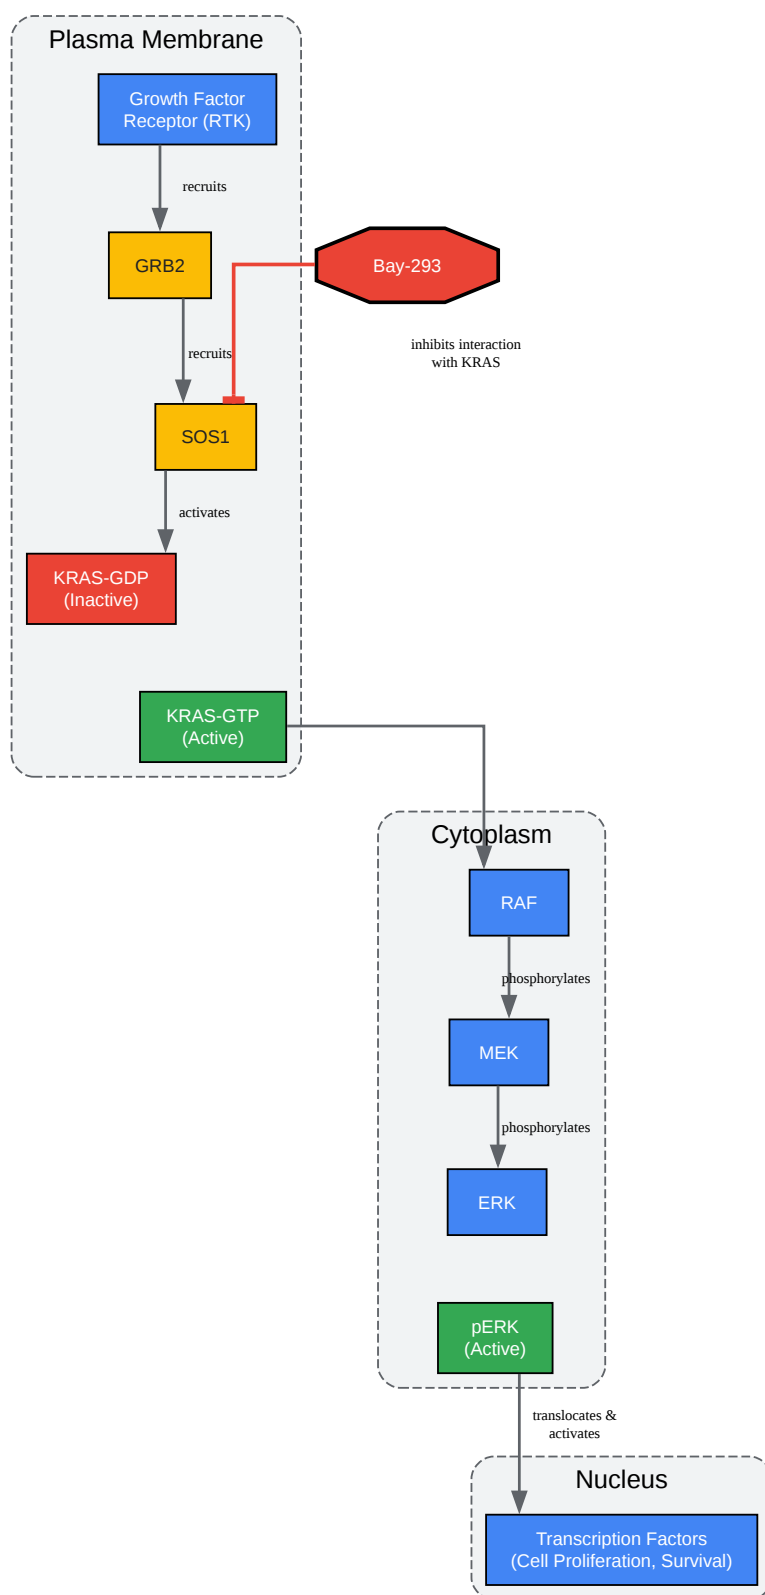 Plasma Membrane
Growth Factor
Receptor (RTK)
recruits
GRB2
Bay-293
inhibits interaction
with KRAS
recruits
SOS1
activates
KRAS-GDP
(Inactive)
KRAS-GTP
(Active)
Cytoplasm
RAF
phosphorylates
MEK
phosphorylates
ERK
pERK
(Active)
translocates &
activates
Nucleus
Transcription Factors
(Cell Proliferation, Survival)